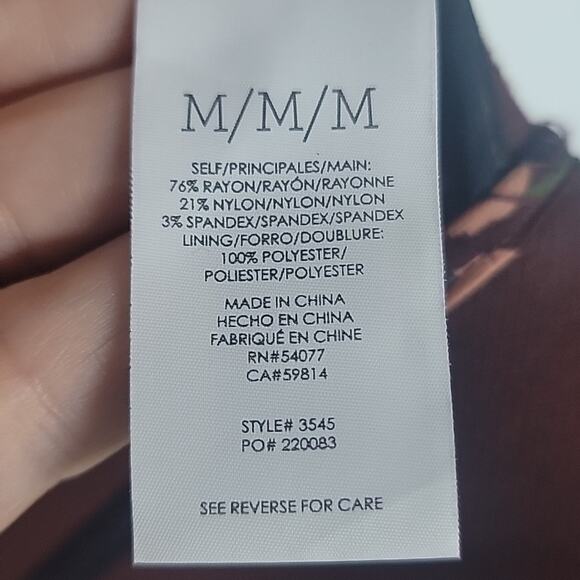 M/M/M
SELF/PRINCIPALES/MAIN:
76% RAYON/RAYÓN/RAYONNE
21% NYLON/NYLON/NYLON
3% SPANDEX/SPANDEX/SPANDEX
LINING/FORRO/DOUBLURE:
100% POLYESTER/
POLIESTER/POLYESTER
MADE IN CHINA
HECHO EN CHINA
FABRIQUÉ EN CHINE
RN#54077
CA#59814
STYLE# 3545
PO# 220083
SEE REVERSE FOR CARE